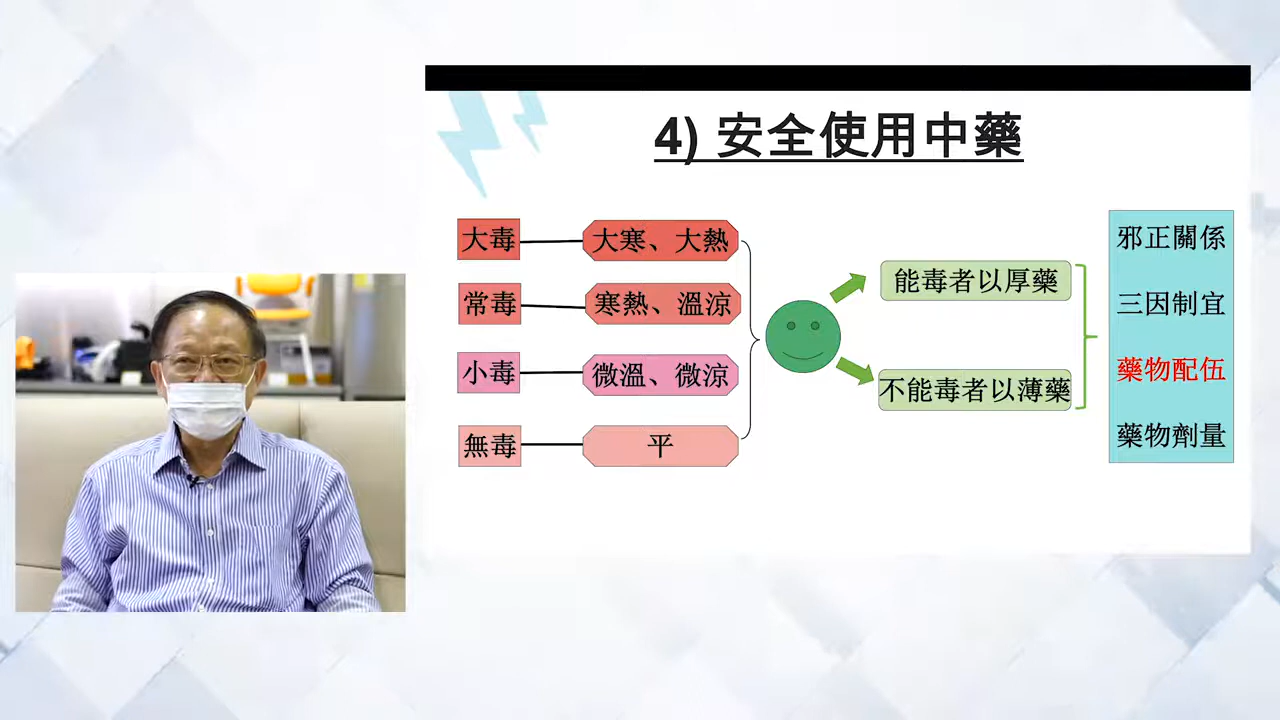 4) 安全使用中藥
大毒
大寒、大熱
常毒
寒熱、溫涼
小毒
微溫、微涼
無毒
平
能毒者以厚藥
不能毒者以薄藥
邪正關係
三因制宜
藥物配伍
藥物劑量